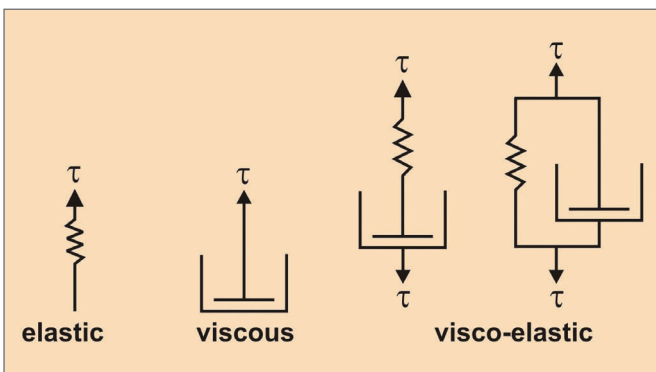 τ
τ
τ
τ
τ
τ
elastic
viscous
visco-elastic